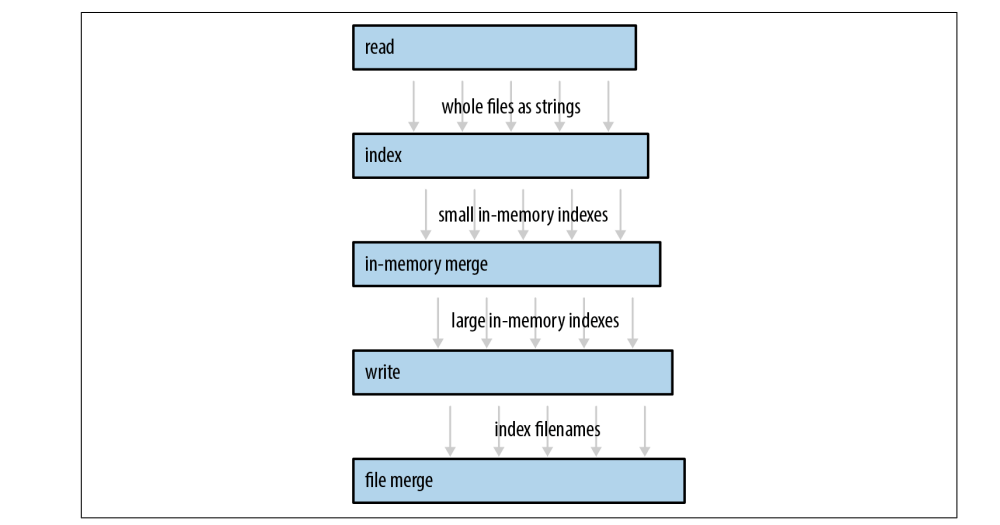 read
whole files as strings
index
small in-memory indexes
in-memory merge
large in-memory indexes
write
index filenames
file merge